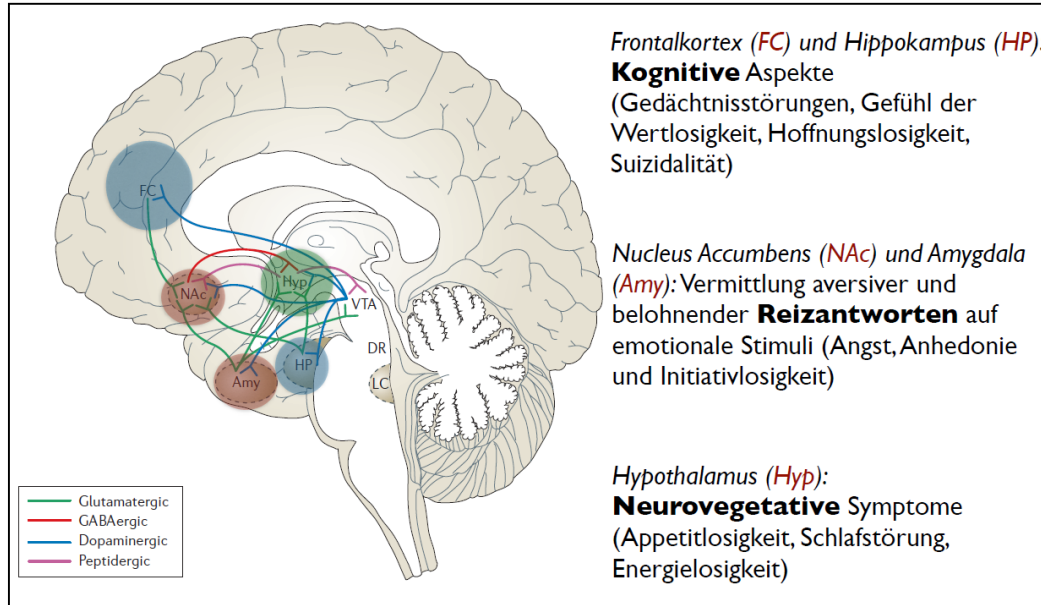 FC
NAc
Hyp
VTA
HP
DR
Amy
LC
Glutamatergic
GABAergic
Dopaminergic
Peptidergic
Frontalkortex (FC) und Hippokampus (HP):
Kognitive Aspekte
(Gedächtnisstörungen, Gefühl der
Wertlosigkeit, Hoffnungslosigkeit,
Suizidalität)
Nucleus Accumbens (NAc) und Amygdala
(Amy): Vermittlung aversiver und
belohnender Reizantworten auf
emotionale Stimuli (Angst, Anhedonie
und Initiativlosigkeit)
Hypothalamus (Hyp):
Neurovegetative Symptome
(Appetitlosigkeit, Schlafstörung,
Energielosigkeit)